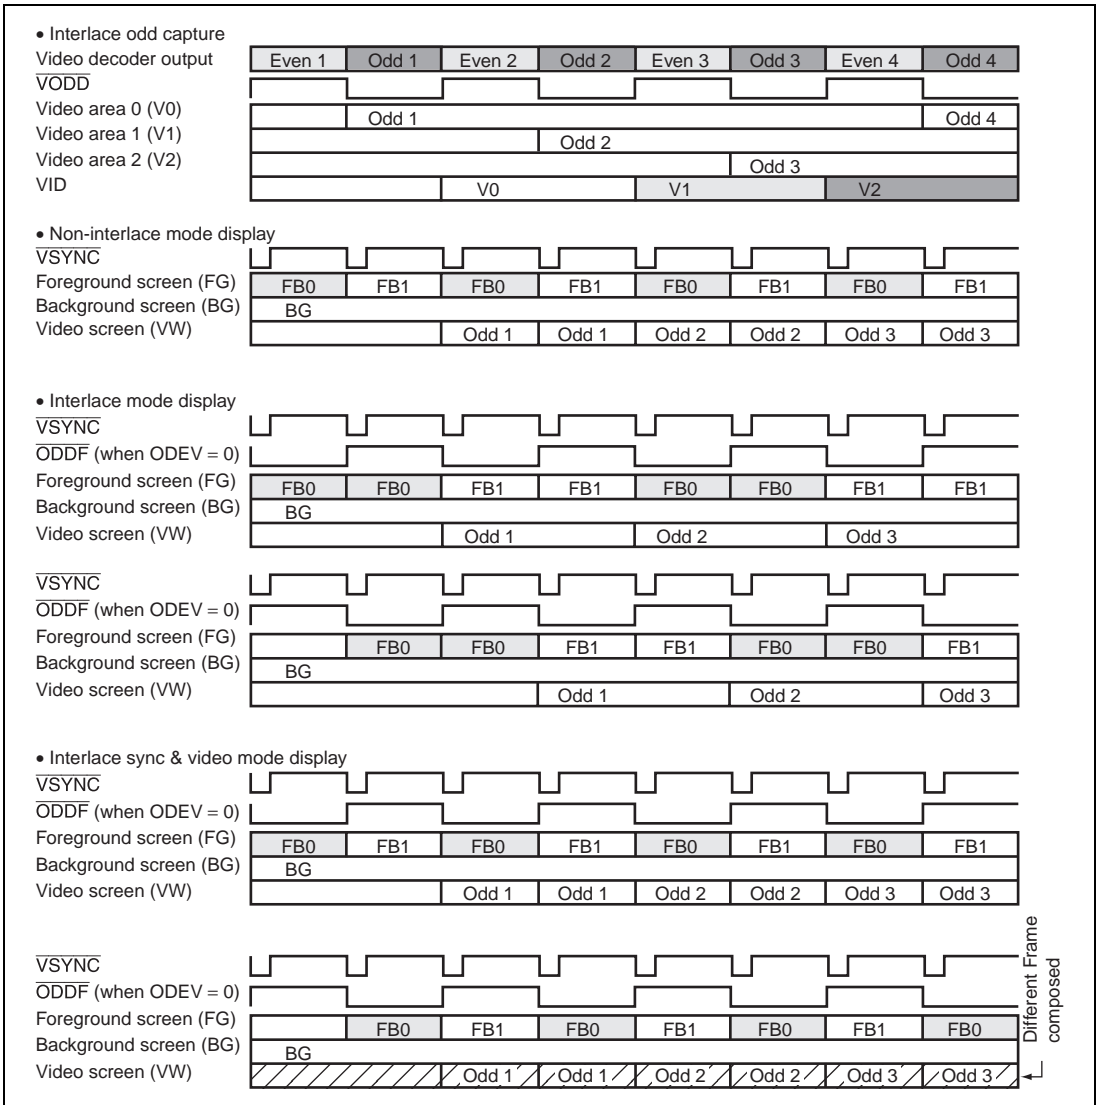 • Interlace odd capture
Video decoder output Even 1 Odd 1 Even 2 Odd 2 Even 3 Odd 3 Even 4 Odd 4
VODD
Video area 0 (V0) Odd 1 Odd 4
Video area 1 (V1) Odd 2
Video area 2 (V2) Odd 3
VID V0 V1 V2
• Non-interlace mode display
VSYNC
Foreground screen (FG) FB0 FB1 FB0 FB1 FB0 FB1 FB0 FB1
Background screen (BG) BG
Video screen (VW) Odd 1 Odd 1 Odd 2 Odd 2 Odd 3 Odd 3
• Interlace mode display
VSYNC
ODDF (when ODEV = 0)
Foreground screen (FG) FB0 FB0 FB1 FB1 FB0 FB0 FB1 FB1
Background screen (BG) BG
Video screen (VW) Odd 1 Odd 2 Odd 3
VSYNC
ODDF (when ODEV = 0)
Foreground screen (FG) FB0 FB0 FB1 FB1 FB0 FB0 FB1
Background screen (BG) BG
Video screen (VW) Odd 1 Odd 2 Odd 3
• Interlace sync & video mode display
VSYNC
ODDF (when ODEV = 0)
Foreground screen (FG) FB0 FB1 FB0 FB1 FB0 FB1 FB0 FB1
Background screen (BG) BG
Video screen (VW) Odd 1 Odd 1 Odd 2 Odd 2 Odd 3 Odd 3
VSYNC
ODDF (when ODEV = 0)
Foreground screen (FG) FB0 FB1 FB0 FB1 FB0 FB1 FB0
Background screen (BG) BG
Video screen (VW) Odd 1 Odd 1 Odd 2 Odd 2 Odd 3 Odd 3
Different Frame
composed